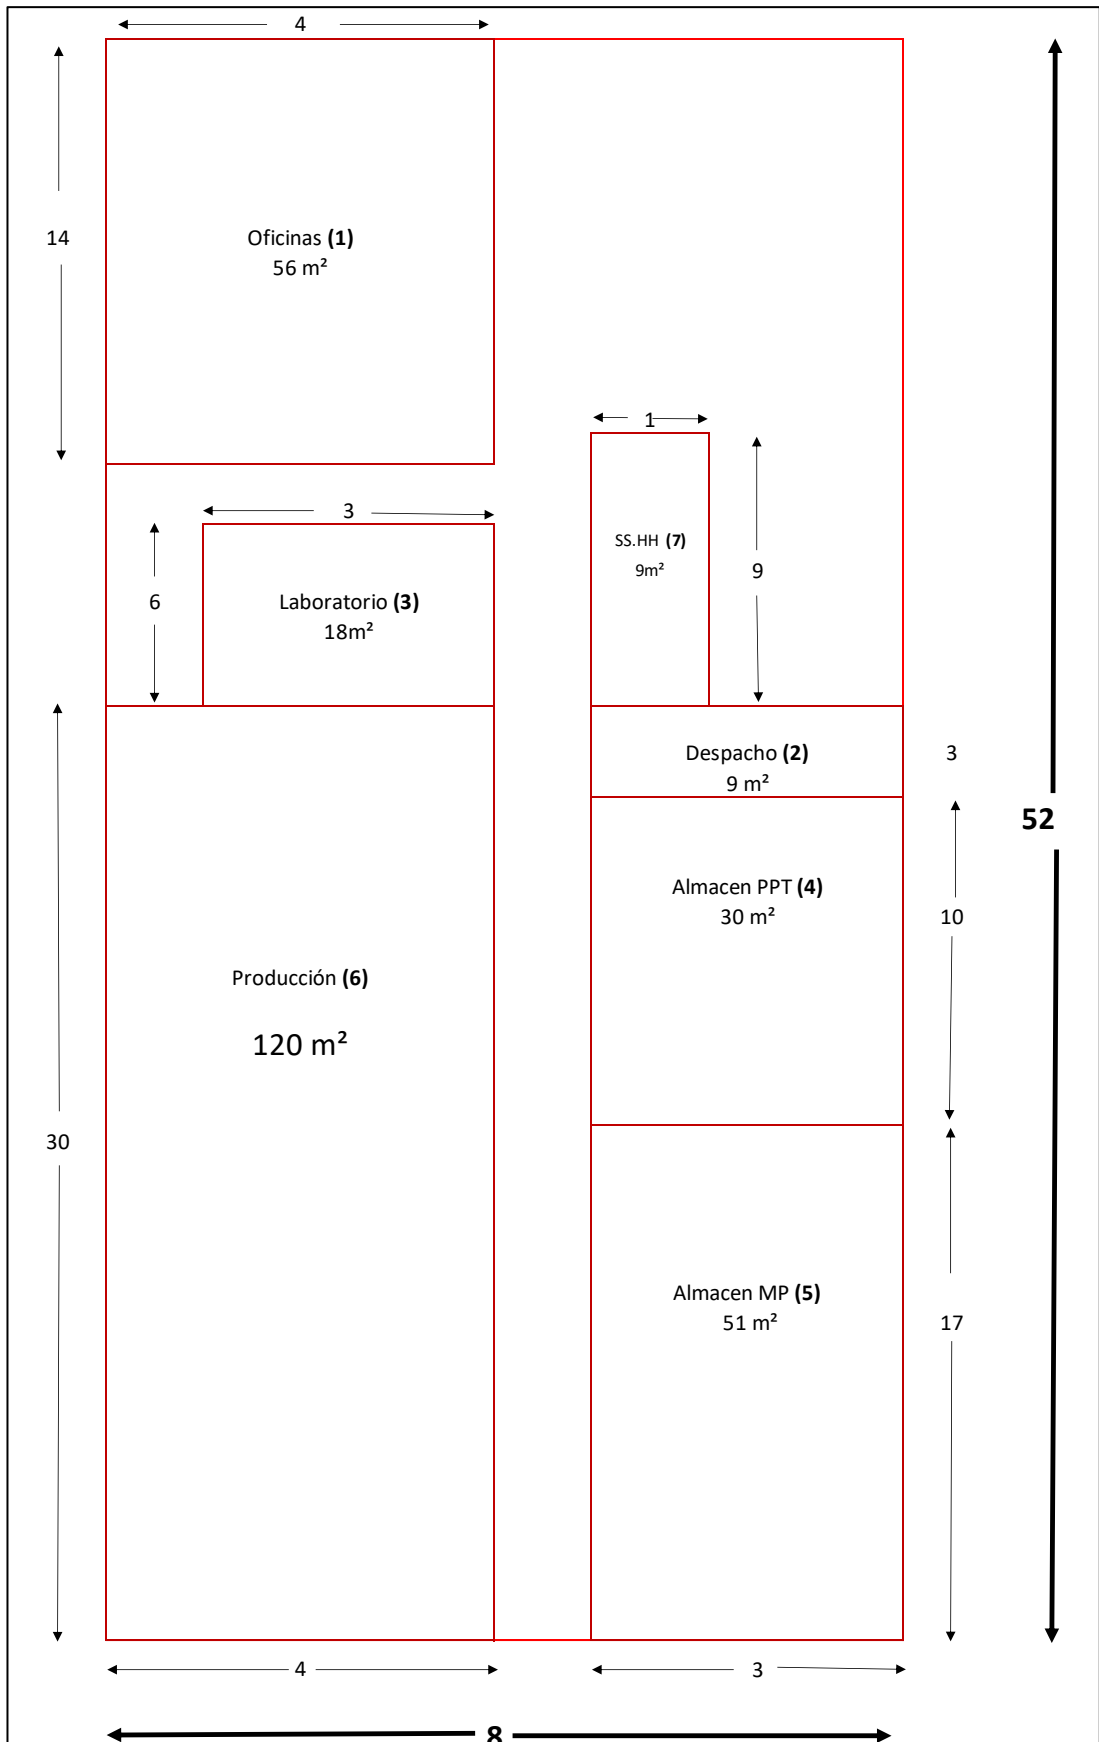 4
14
Oficinas (1)
56 m²
1
3
SS.HH (7)
9m²
9
6
Laboratorio (3)
18m²
Despacho (2)
9 m²
3
52
Almacen PPT (4)
30 m²
10
Producción (6)
120 m²
30
Almacen MP (5)
51 m²
17
4
3
8